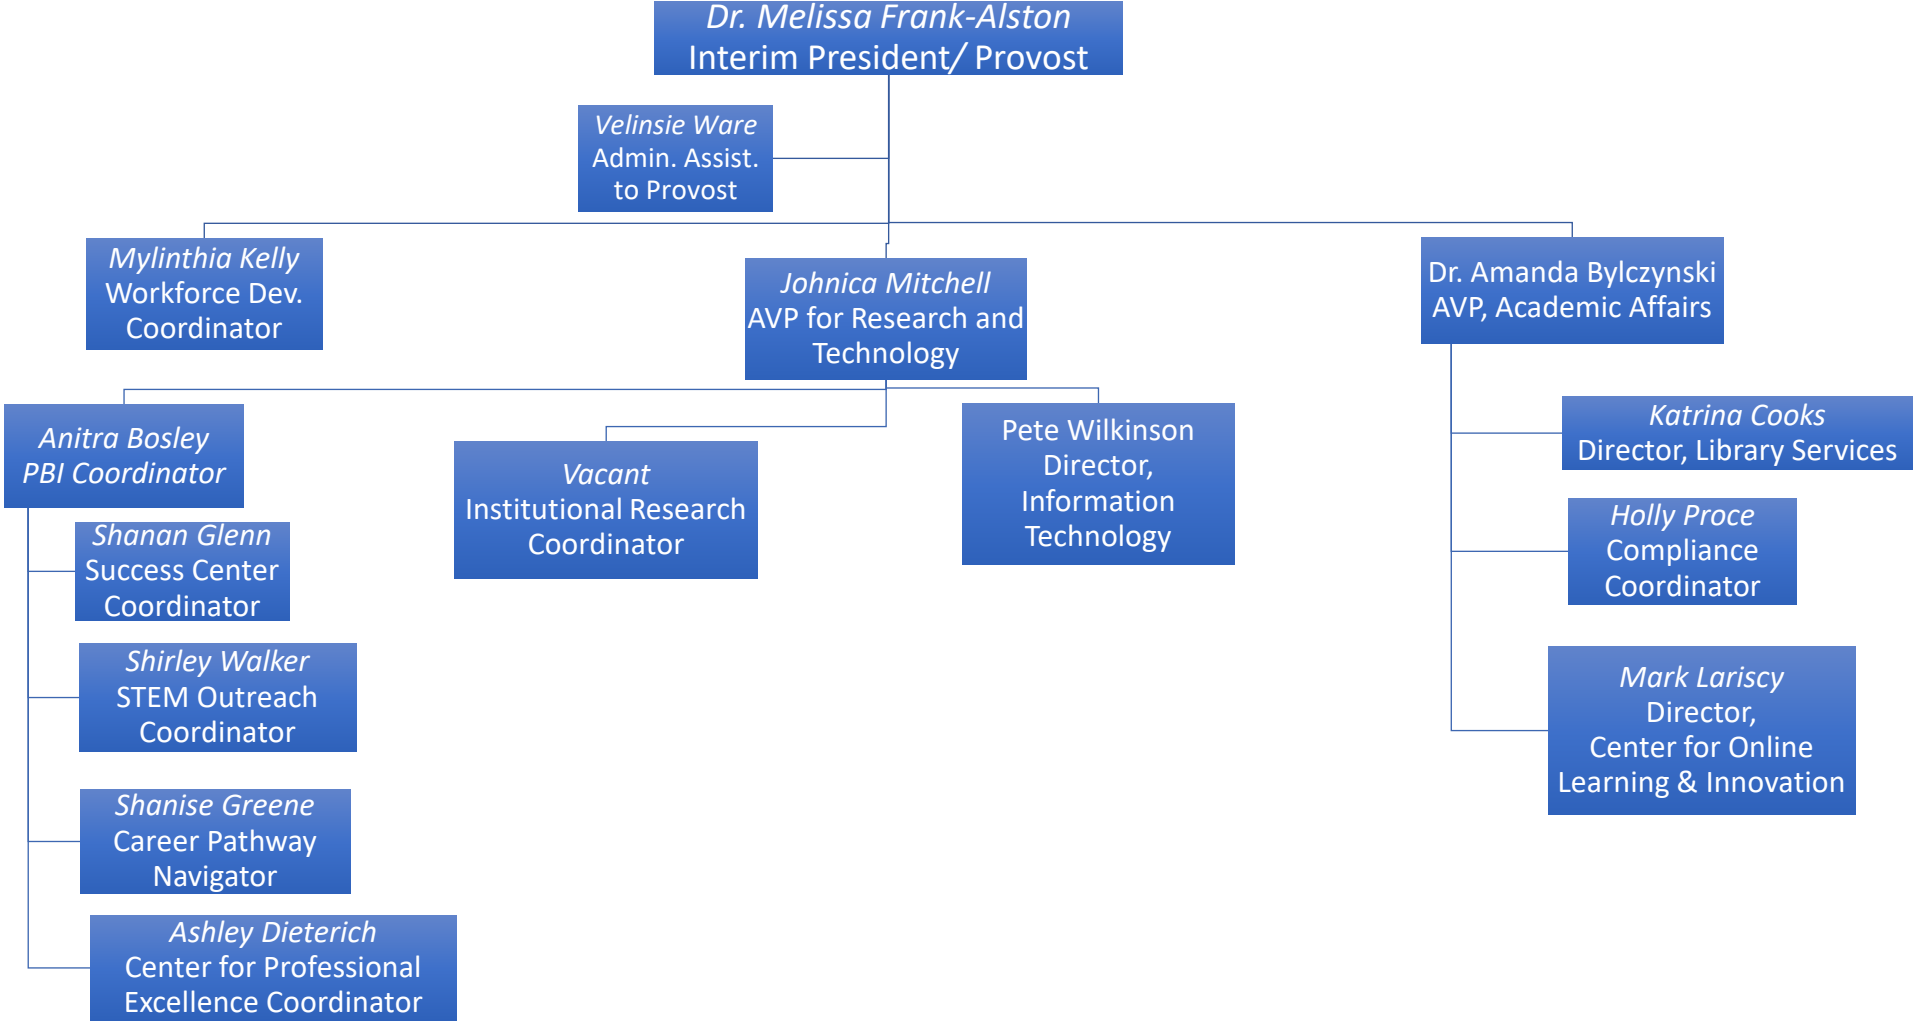 Dr. Melissa Frank-Alston
Interim President/ Provost
Velinsie Ware
Admin. Assist.
to Provost
Mylinthia Kelly
Workforce Dev.
Coordinator
Johnica Mitchell
AVP for Research and
Technology
Dr. Amanda Bylczynski
AVP, Academic Affairs
Anitra Bosley
PBI Coordinator
Shanan Glenn
Success Center
Coordinator
Shirley Walker
STEM Outreach
Coordinator
Shanise Greene
Career Pathway
Navigator
Ashley Dieterich
Center for Professional
Excellence Coordinator
Vacant
Institutional Research
Coordinator
Pete Wilkinson
Director,
Information
Technology
Katrina Cooks
Director, Library Services
Holly Proce
Compliance
Coordinator
Mark Lariscy
Director,
Center for Online
Learning & Innovation